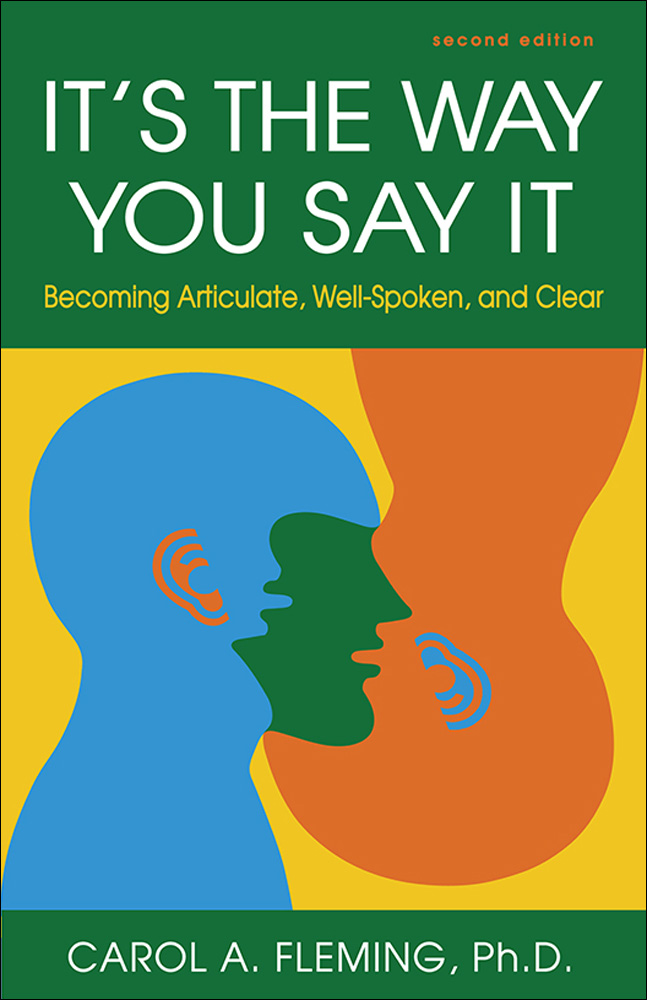 second edition
IT'S THE WAY
YOU SAY IT
Becoming Articulate, Well-Spoken, and Clear
CAROL A. FLEMING, Ph.D.